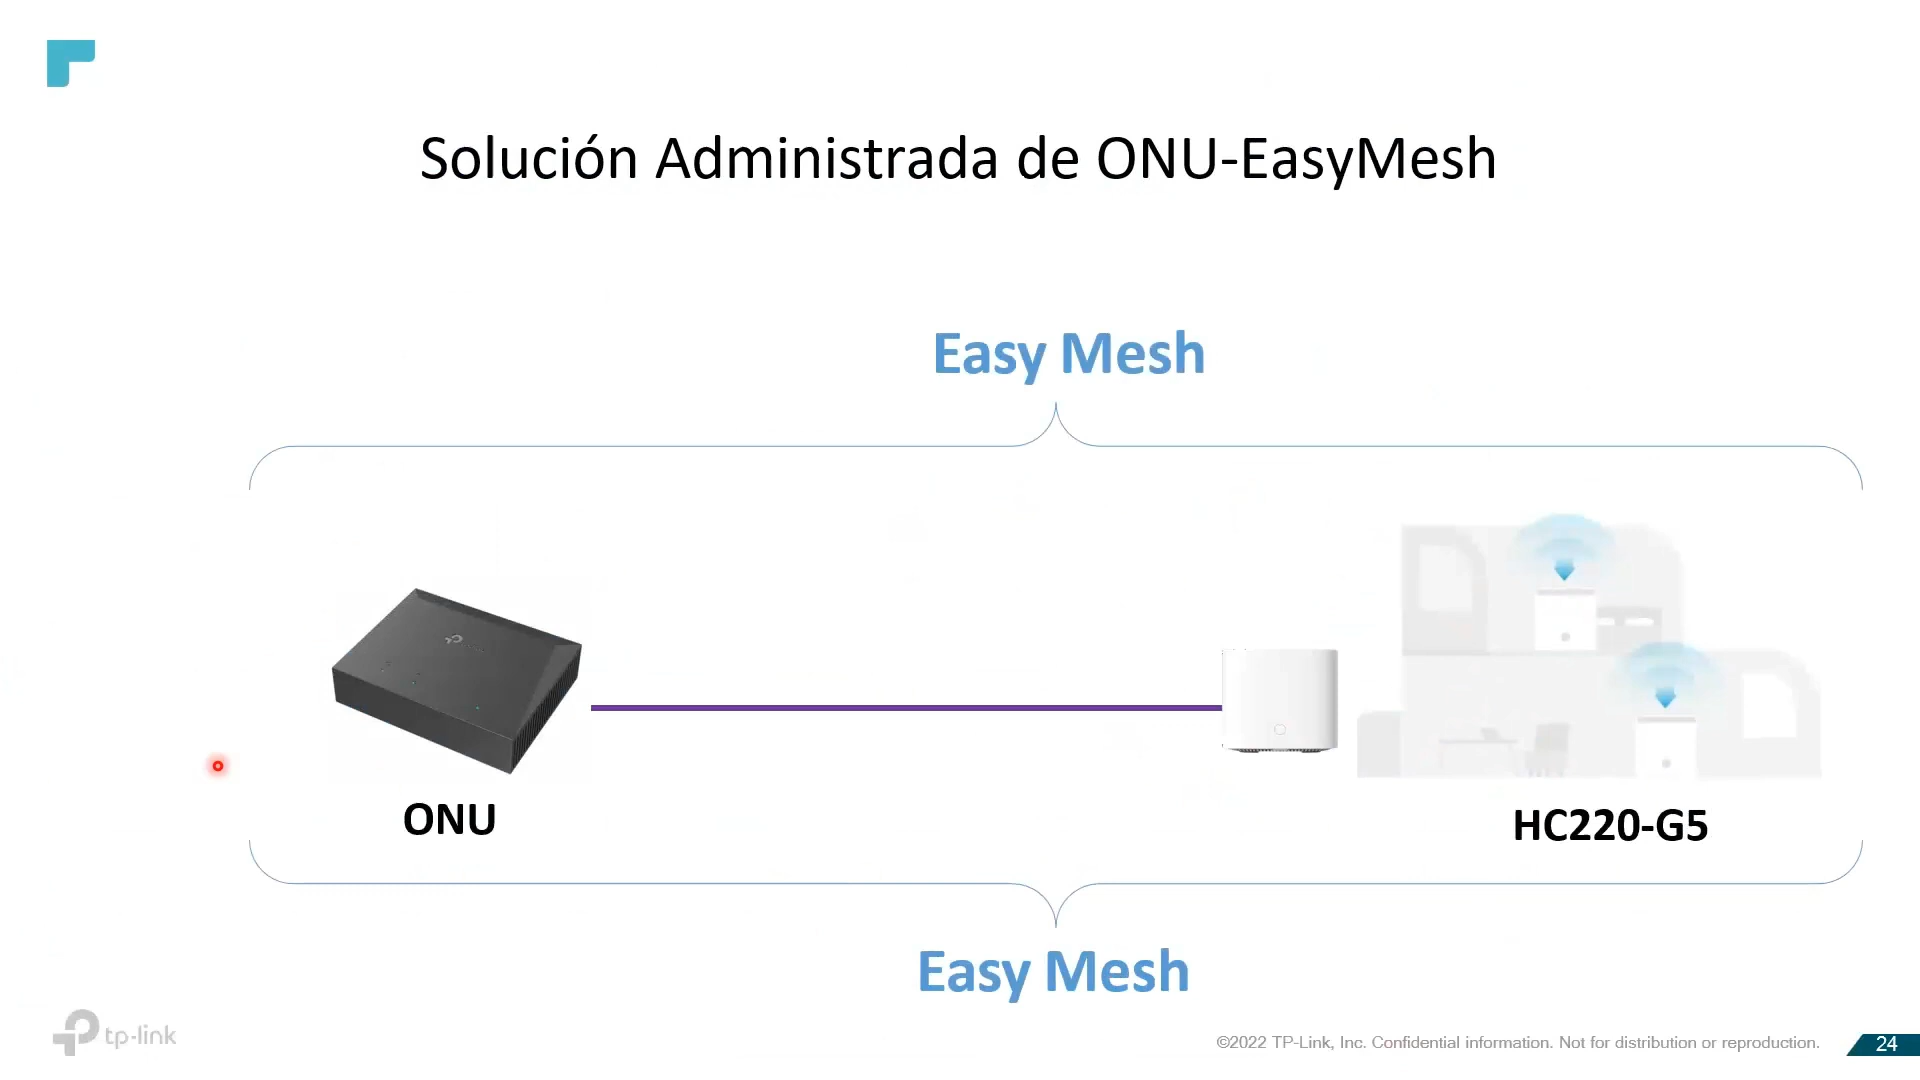 Solución Administrada de ONU-EasyMesh
Easy Mesh
ONU
HC220-G5
Easy Mesh
tp-link
©2022 TP-Link, Inc. Confidential information. Not for distribution or reproduction.
24